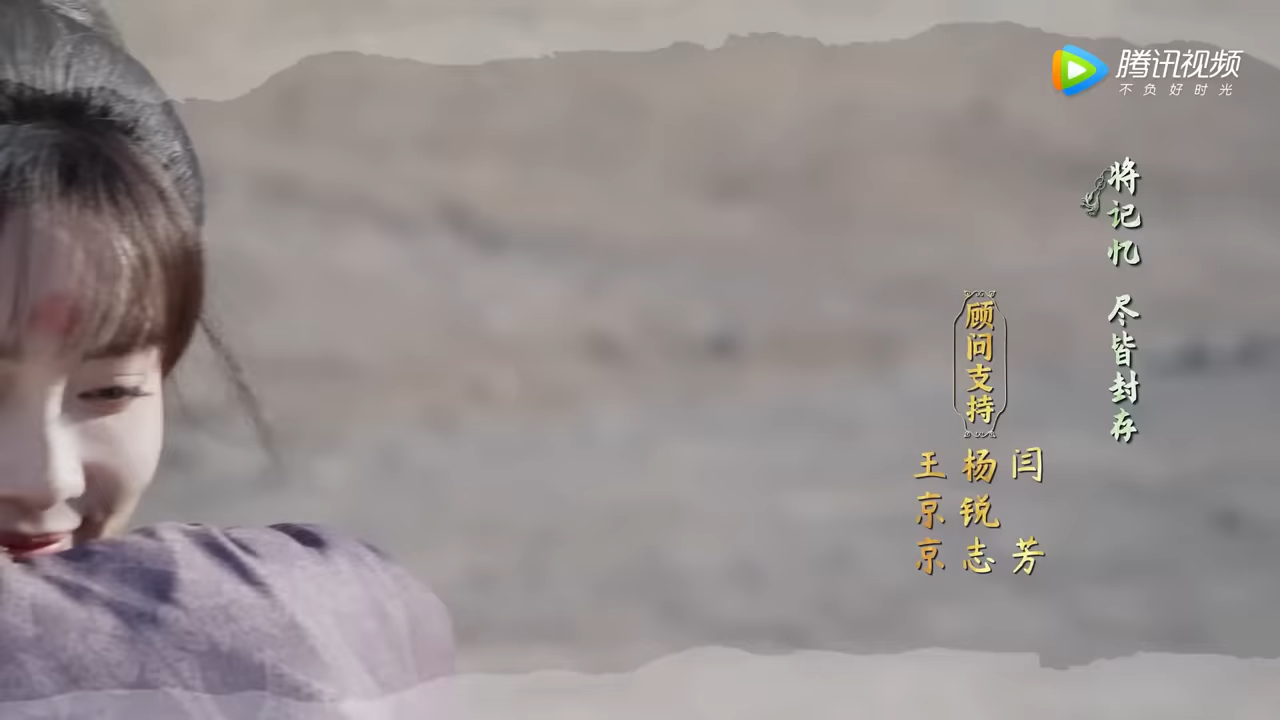 腾讯视频
不负好时光
将记忆 尽皆封存
顾问支持
闫芳
杨锐志
王京京